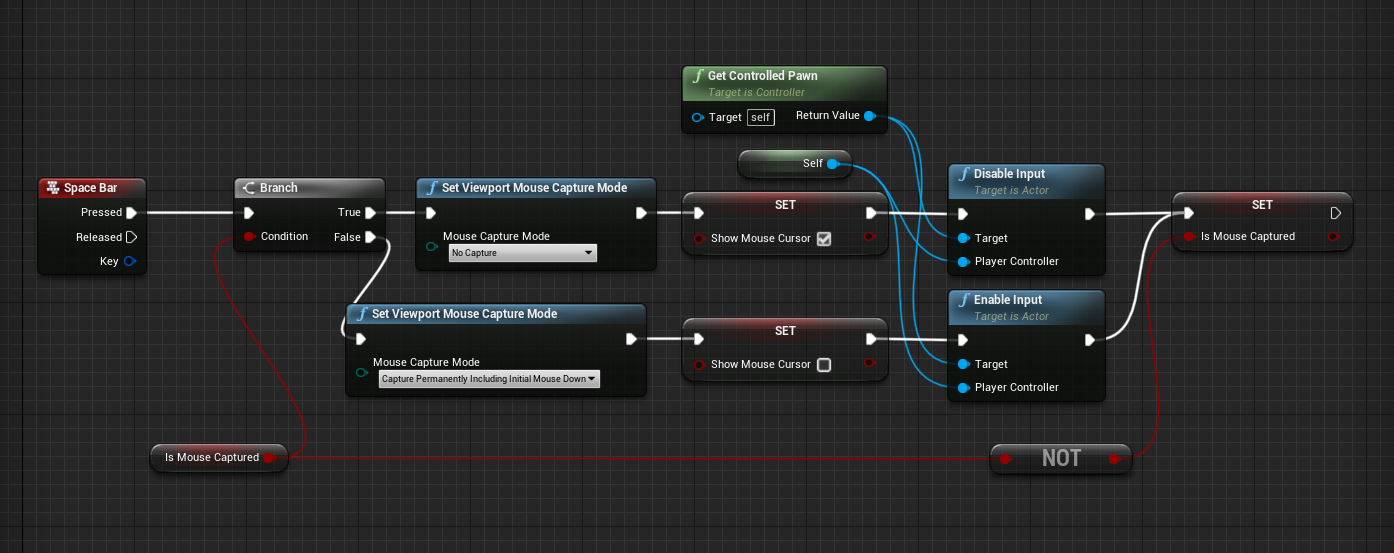 Get Controlled Pawn
Target is Controller
Target self
Return Value
Self
Space Bar
Pressed
Released
Key
Branch
True
Condition
False
Set Viewport Mouse Capture Mode
Mouse Capture Mode
No Capture
SET
Show Mouse Cursor
Disable Input
Target is Actor
Target
Player Controller
SET
Is Mouse Captured
Set Viewport Mouse Capture Mode
Mouse Capture Mode
Capture Permanently Including Initial Mouse Down
SET
Show Mouse Cursor
Enable Input
Target is Actor
Target
Player Controller
Is Mouse Captured
NOT